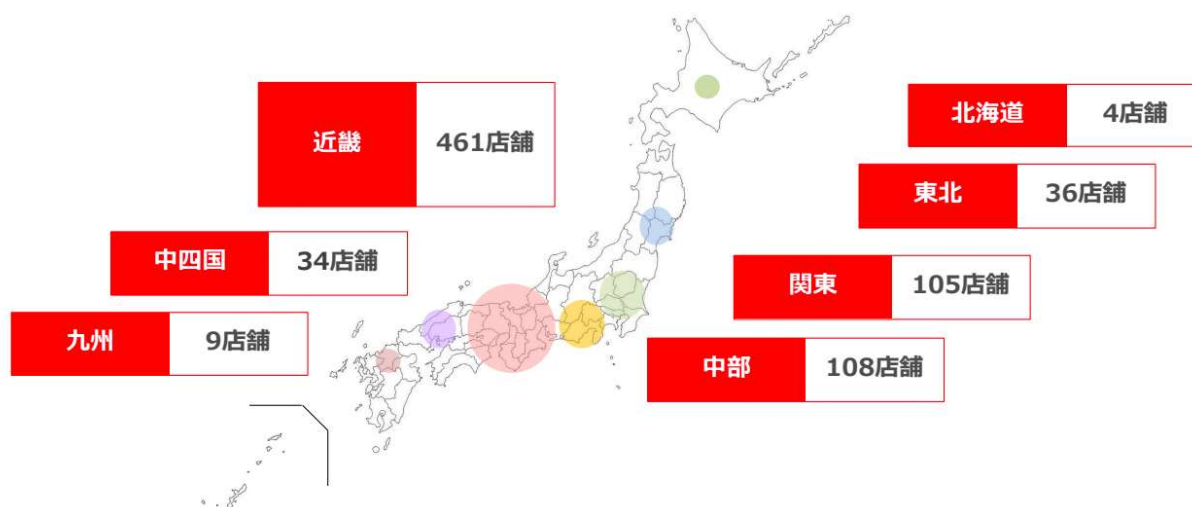 近畿 461店舗
北海道 4店舗
東北 36店舗
中四国 34店舗
関東 105店舗
九州 9店舗
中部 108店舗